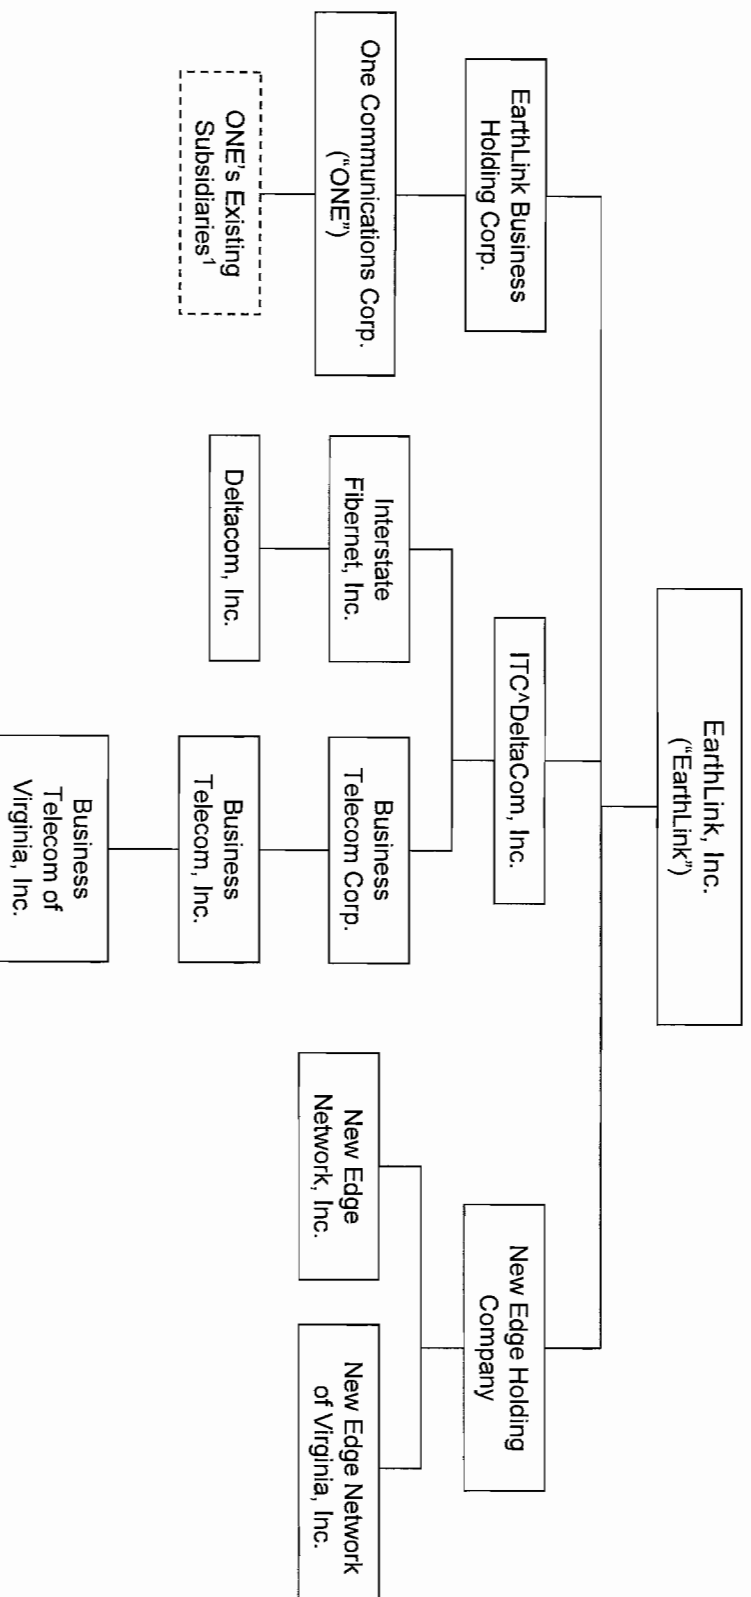 EarthLink, Inc.
("EarthLink")
EarthLink Business
Holding Corp.
One Communications Corp.
("ONE")
ONE's Existing
Subsidiaries¹
ITC^DeltaCom, Inc.
Interstate
Fibernet, Inc.
Deltacom, Inc.
Business
Telecom Corp.
Business
Telecom, Inc.
Business
Telecom of
Virginia, Inc.
New Edge Holding
Company
New Edge
Network, Inc.
New Edge Network
of Virginia, Inc.